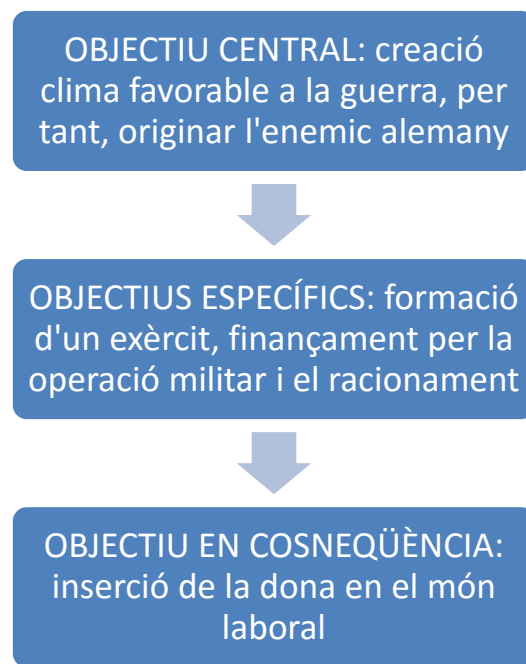 OBJECTIU CENTRAL: creació
clima favorable a la guerra, per
tant, originar l'enemic alemany
OBJECTIUS ESPECÍFICS: formació
d'un exèrcit, finançament per la
operació militar i el racionament
OBJECTIU EN COSNEQÜÈNCIA:
inserció de la dona en el món
laboral